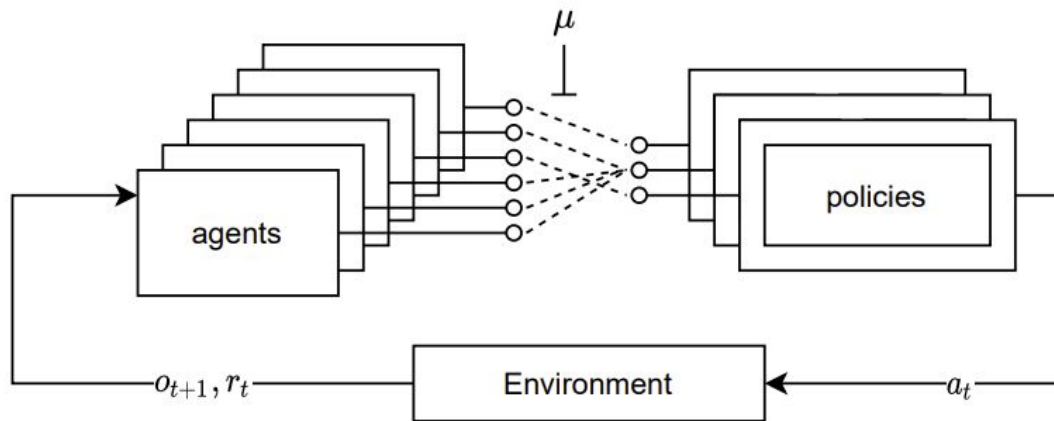 μ
agents
policies
o_{t+1}, r_t
Environment
a_t